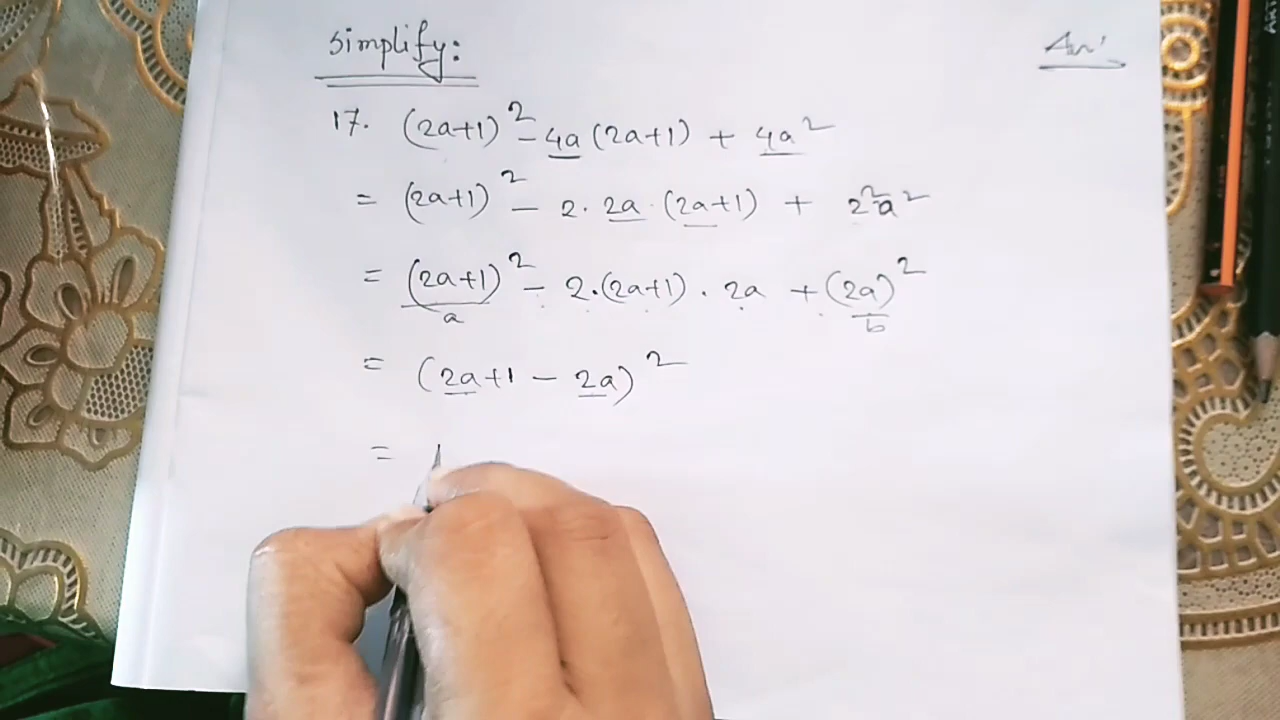 Simplify:
Ans
17. (2a+1)² - 4a (2a+1) + 4a²
= (2a+1)² - 2. 2a . (2a+1) + 2²a²
= (2a+1)² - 2.(2a+1). 2a + (2a)²
a b
= (2a+1 - 2a)²
=